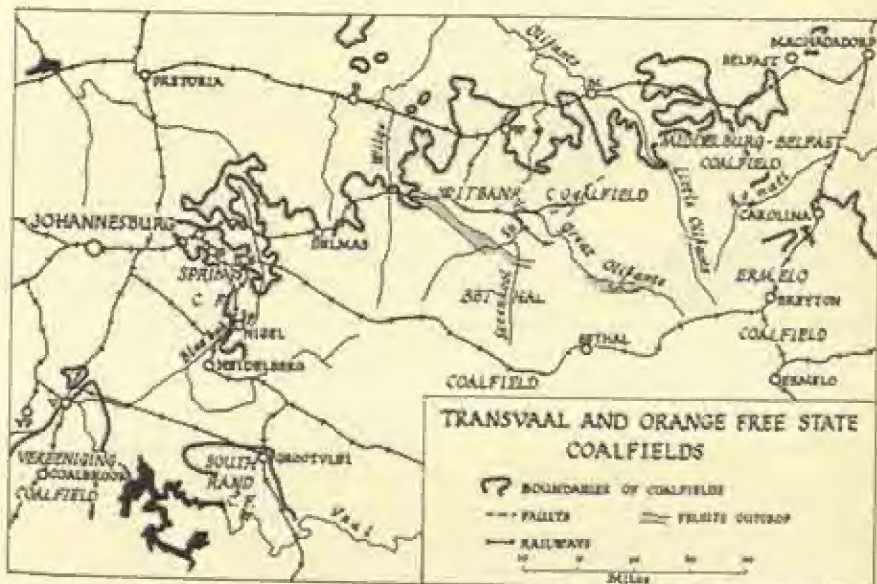 MACHADADORP
BELFAST
Olifants
PRETORIA
Wilge
MIDDELBURG-BELFAST
COALFIELD
WITBANK COALFIELD
Komati
CAROLINA
Little Olifants
JOHANNESBURG
DELMAS
SPRINGS
C. F.
Great Olifants
BETHAL
Steenkool
ERMELO
BREYTON
COALFIELD
NIGEL
HEIDELBERG
BETHAL
COALFIELD
ERMELO
VEREENIGING
COALBROOK
COALFIELD
SOUTH
RAND
C. F.
GROOTVLEI
Vaal
TRANSVAAL AND ORANGE FREE STATE
COALFIELDS
BOUNDARIES OF COALFIELDS
FAULTS
FELSITE OUTCROP
RAILWAYS
Miles